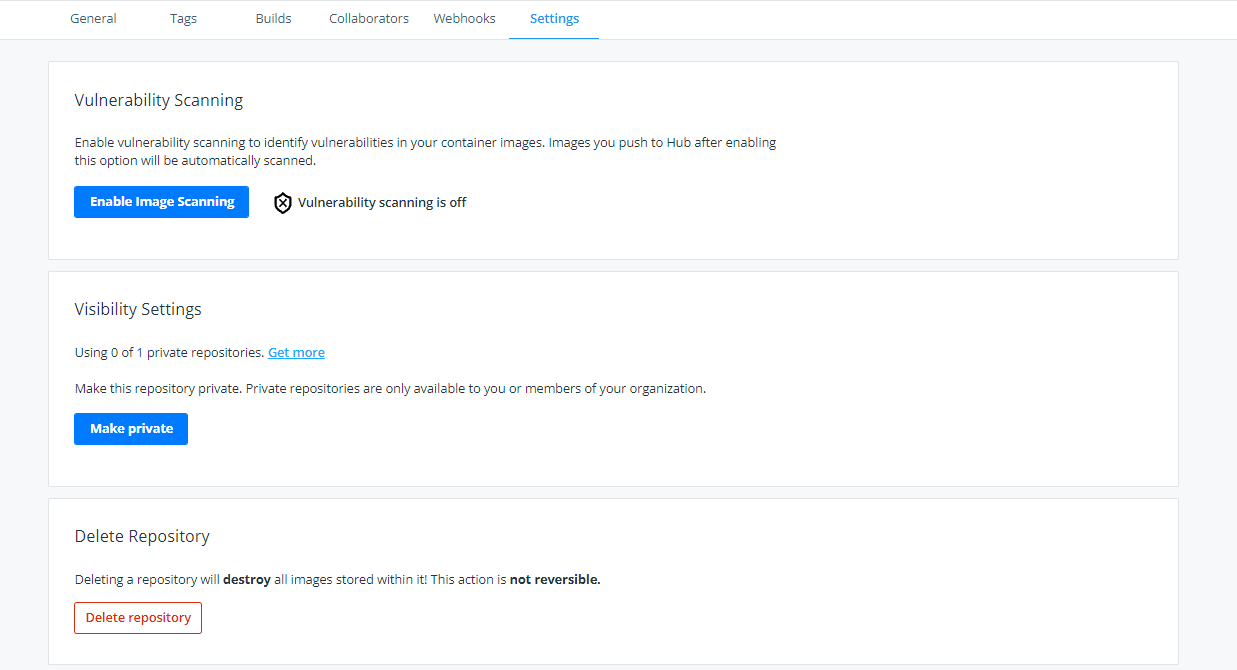 General Tags Builds Collaborators Webhooks Settings
Vulnerability Scanning
Enable vulnerability scanning to identify vulnerabilities in your container images. Images you push to Hub after enabling
this option will be automatically scanned.
Enable Image Scanning Vulnerability scanning is off
Visibility Settings
Using 0 of 1 private repositories. Get more
Make this repository private. Private repositories are only available to you or members of your organization.
Make private
Delete Repository
Deleting a repository will destroy all images stored within it! This action is not reversible.
Delete repository